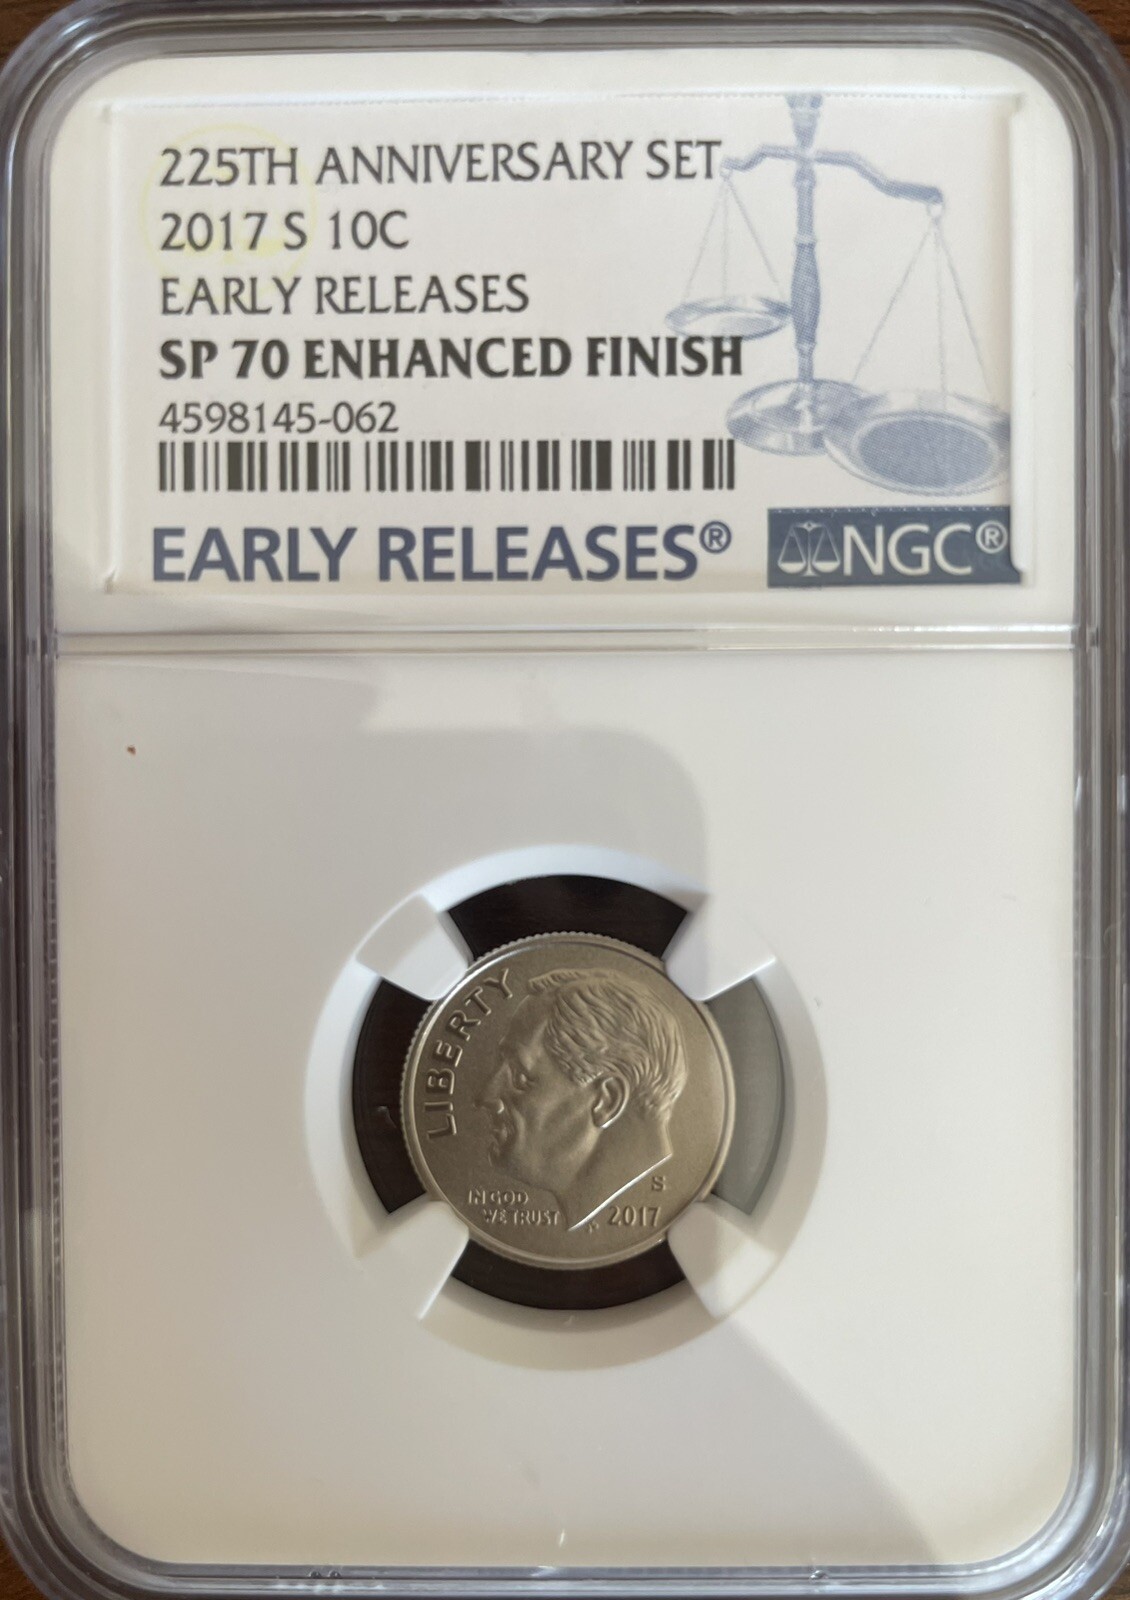 225TH ANNIVERSARY SET
2017 S 10C
EARLY RELEASES
SP 70 ENHANCED FINISH
4598145-062
EARLY RELEASES®
NGC®
LIBERTY
IN GOD
WE TRUST
S
2017